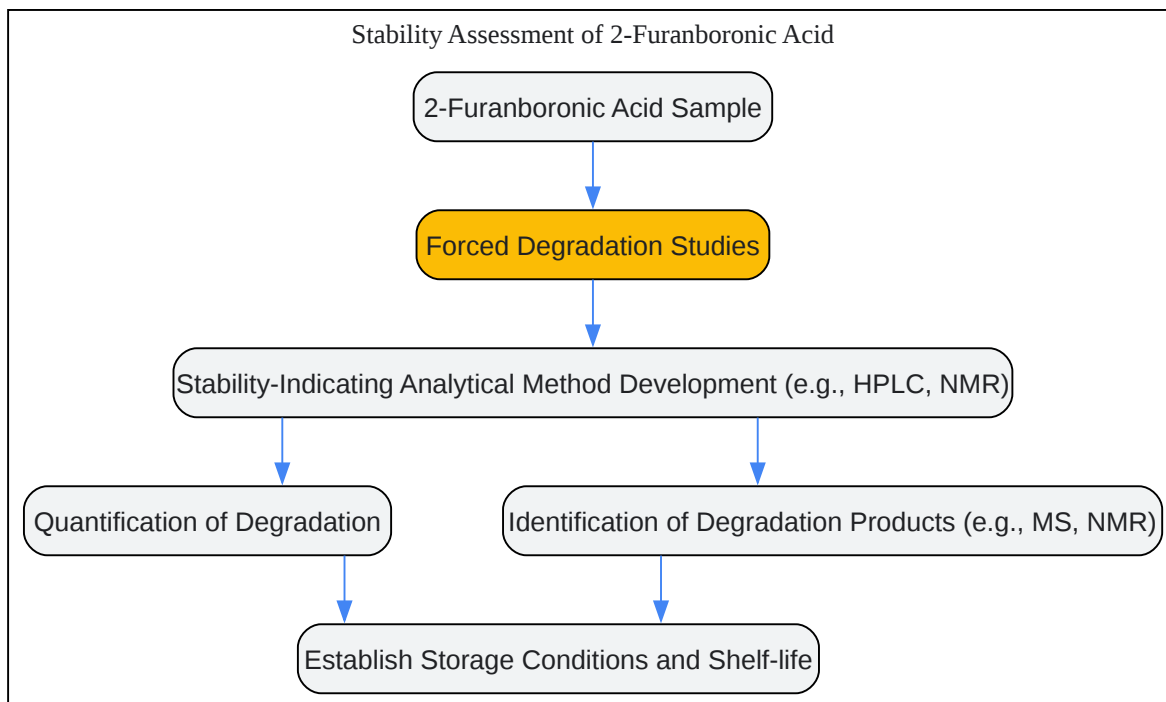 Stability Assessment of 2-Furanboronic Acid
2-Furanboronic Acid Sample
Forced Degradation Studies
Stability-Indicating Analytical Method Development (e.g., HPLC, NMR)
Quantification of Degradation
Identification of Degradation Products (e.g., MS, NMR)
Establish Storage Conditions and Shelf-life